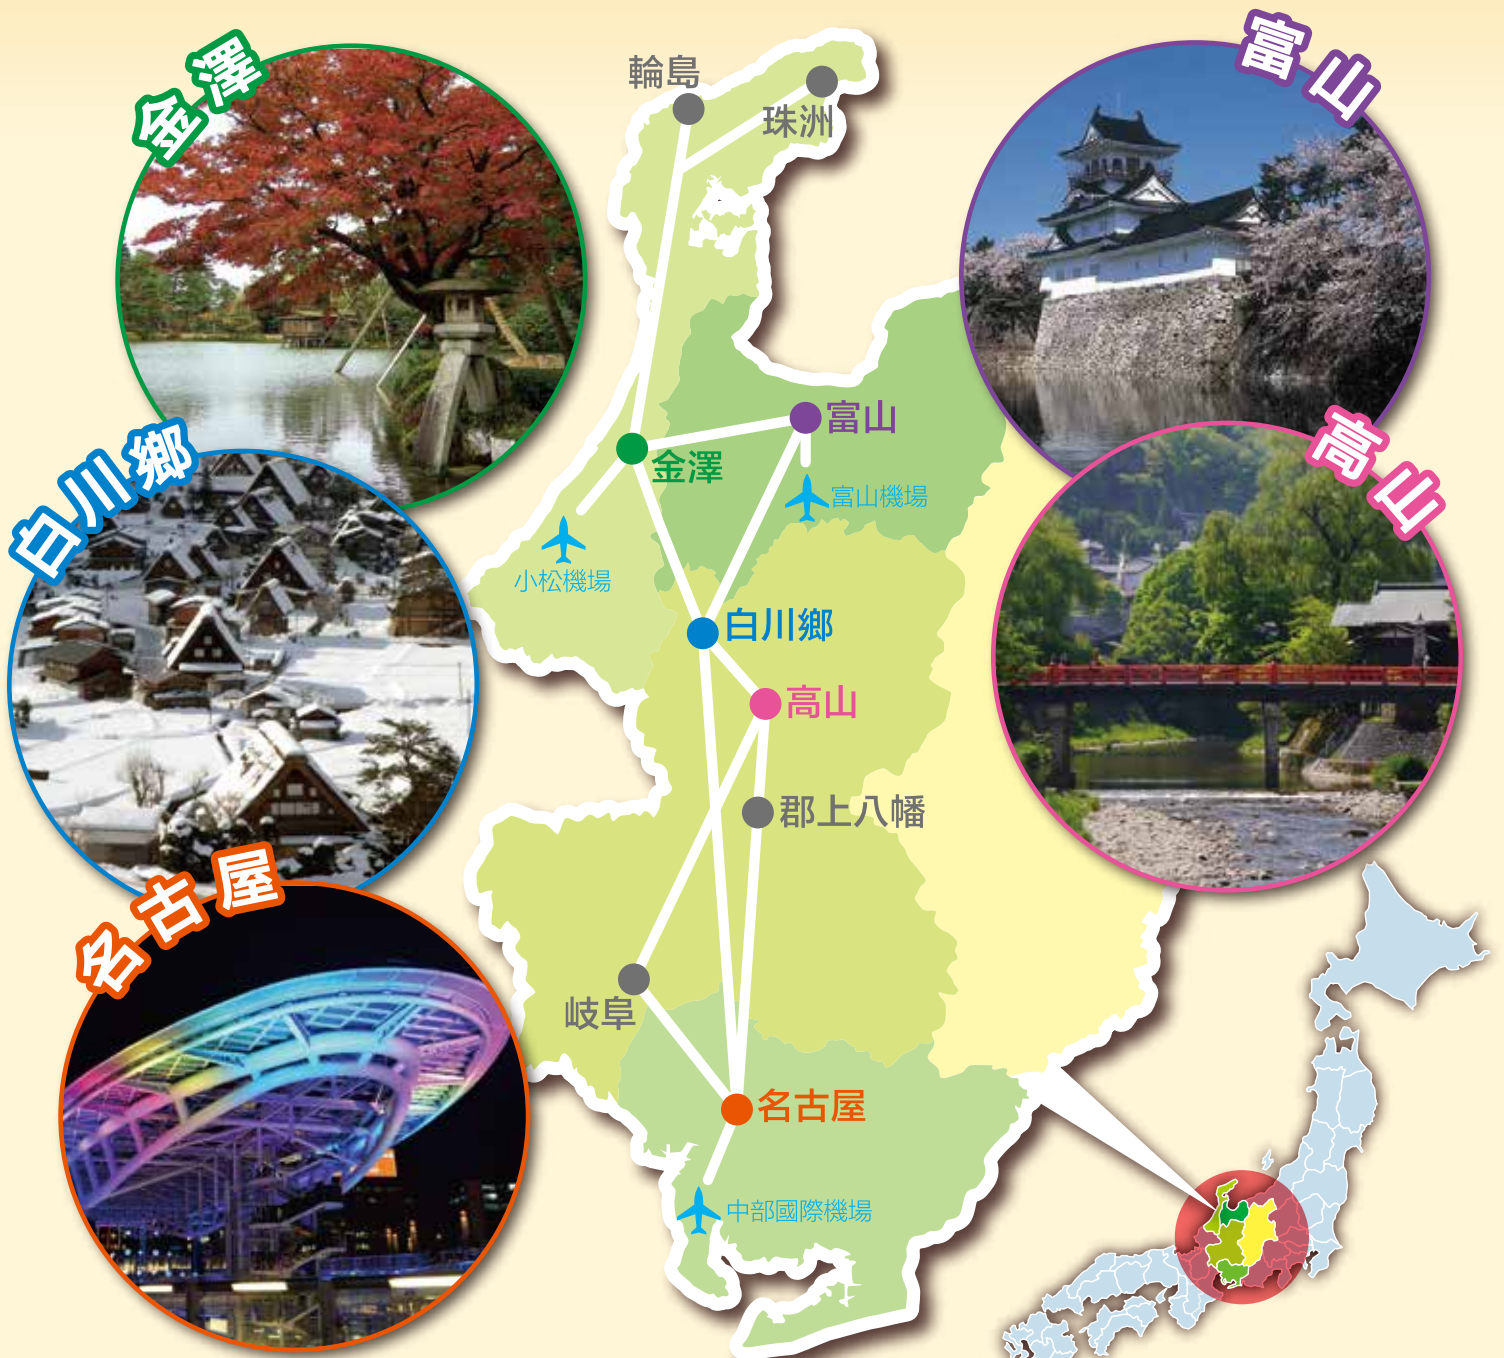 金澤
富山
輪島
珠洲
富山
金澤
富山機場
小松機場
白川鄉
高山
白川鄉
高山
郡上八幡
名古屋
岐阜
名古屋
中部國際機場